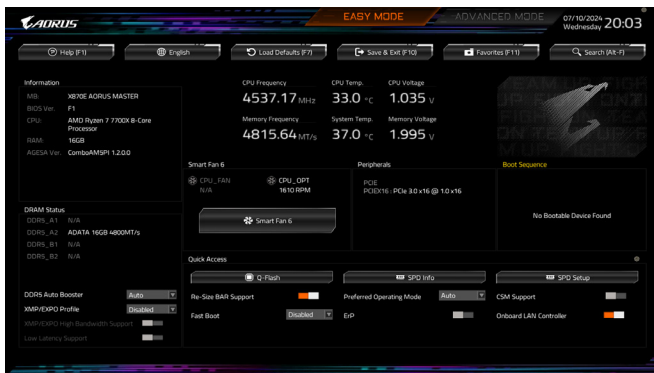 AORUS
EASY MODE
ADVANCED MODE
07/10/2024
Wednesday
20:03
Help (F1)
English
Load Defaults (F7)
Save & Exit (F10)
Favorites (F11)
Search (Alt-F)
Information
MB: X870E AORUS MASTER
BIOS Ver. F1
CPU: AMD Ryzen 7 7700X 8-Core
Processor
RAM: 16GB
AGESA Ver. ComboAM5PI 1.2.0.0
CPU Frequency
4537.17 MHz
CPU Temp.
33.0 °C
CPU Voltage
1.035 V
Memory Frequency
4815.64 MT/s
System Temp.
37.0 °C
Memory Voltage
1.995 V
Smart Fan 6
CPU_FAN
N/A
CPU_OPT
1610 RPM
Smart Fan 6
Peripherals
PCIE
PCIEX16 : PCIe 3.0 x16 @ 1.0 x16
Boot Sequence
No Bootable Device Found
DRAM Status
DDR5_A1 N/A
DDR5_A2 ADATA 16GB 4800MT/s
DDR5_B1 N/A
DDR5_B2 N/A
DDR5 Auto Booster Auto
XMP/EXPO Profile Disabled
XMP/EXPO High Bandwidth Support
Low Latency Support
Quick Access
Q-Flash
SPD Info
SPD Setup
Re-Size BAR Support
Preferred Operating Mode Auto
CSM Support
Fast Boot Disabled
ErP
Onboard LAN Controller